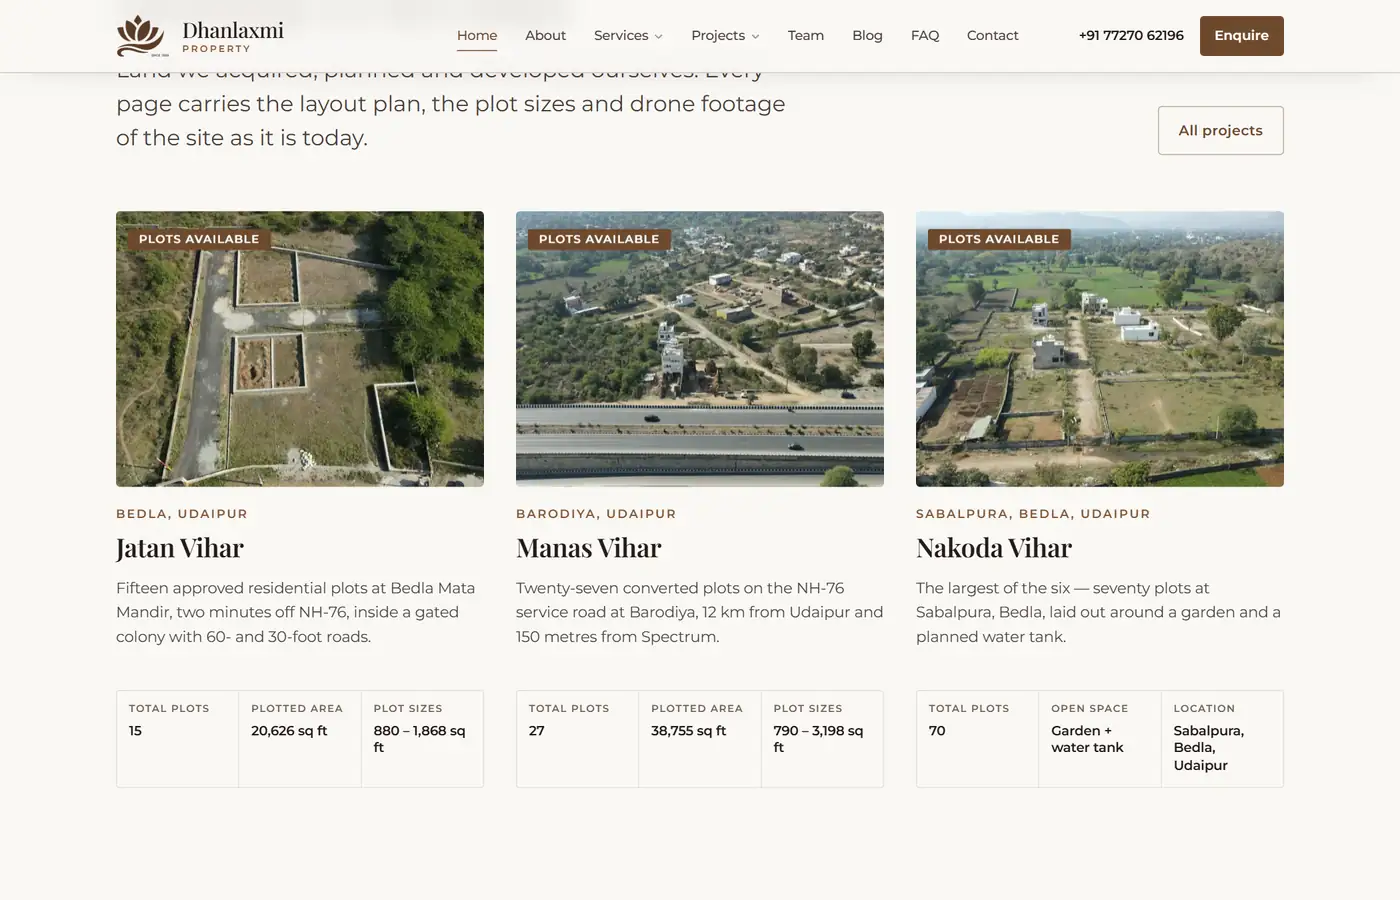 Dhanlaxmi
PROPERTY
Home About Services Projects Team Blog FAQ Contact +91 77270 62196 Enquire
Land we acquired, planned and developed ourselves. Every
page carries the layout plan, the plot sizes and drone footage
of the site as it is today.
All projects
PLOTS AVAILABLE
BEDLA, UDAIPUR
Jatan Vihar
Fifteen approved residential plots at Bedla Mata
Mandir, two minutes off NH-76, inside a gated
colony with 60- and 30-foot roads.
TOTAL PLOTS
15
PLOTTED AREA
20,626 sq ft
PLOT SIZES
880 – 1,868 sq
ft
PLOTS AVAILABLE
BARODIYA, UDAIPUR
Manas Vihar
Twenty-seven converted plots on the NH-76
service road at Barodiya, 12 km from Udaipur and
150 metres from Spectrum.
TOTAL PLOTS
27
PLOTTED AREA
38,755 sq ft
PLOT SIZES
790 – 3,198 sq
ft
PLOTS AVAILABLE
SABALPURA, BEDLA, UDAIPUR
Nakoda Vihar
The largest of the six — seventy plots at
Sabalpura, Bedla, laid out around a garden and a
planned water tank.
TOTAL PLOTS
70
OPEN SPACE
Garden +
water tank
LOCATION
Sabalpura,
Bedla,
Udaipur